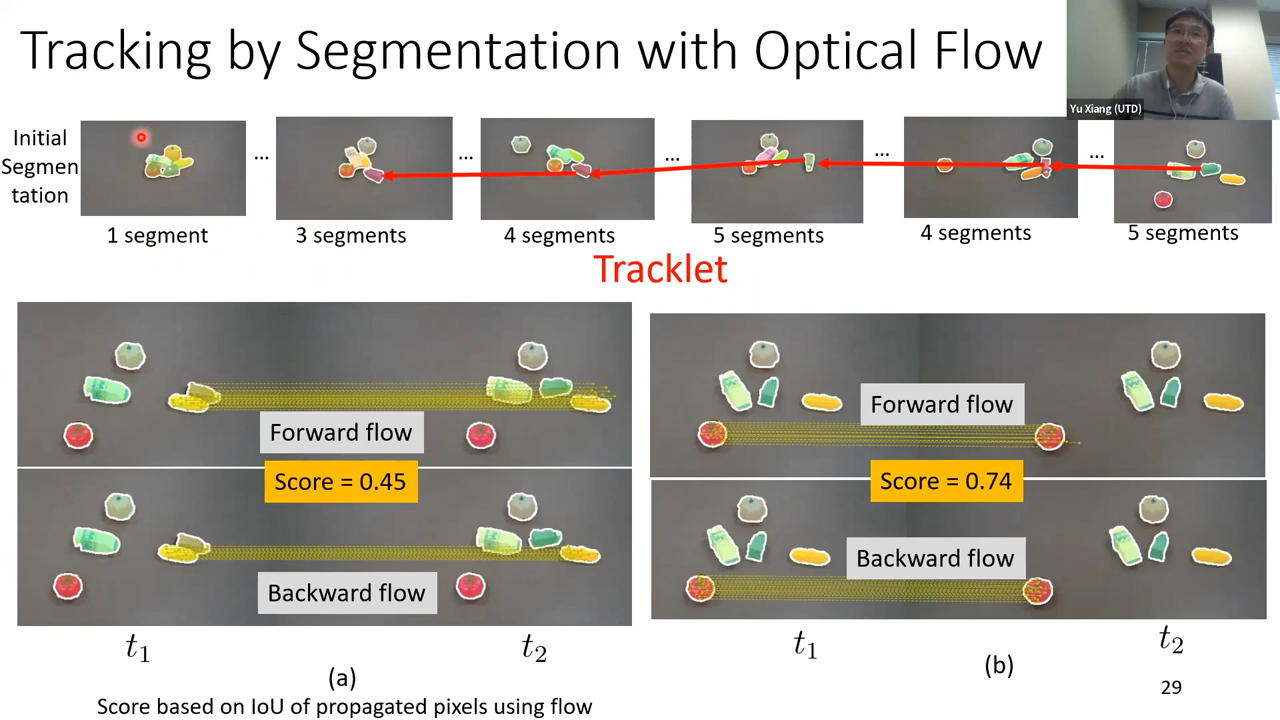 Tracking by Segmentation with Optical Flow
Yu Xiang (UTD)
Initial
Segmen
tation
...
...
...
...
...
1 segment
3 segments
4 segments
5 segments
4 segments
5 segments
Tracklet
Forward flow
Score = 0.45
Backward flow
Forward flow
Score = 0.74
Backward flow
t₁
t₂
t₁
t₂
(a)
(b)
Score based on IoU of propagated pixels using flow
29